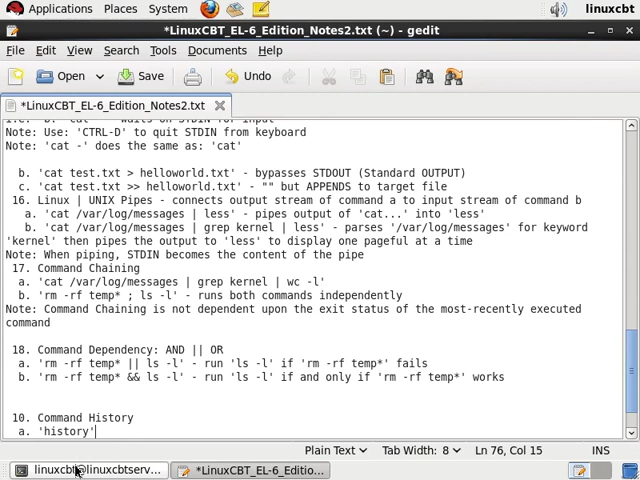 Applications Places System linuxcbt
*LinuxCBT_EL-6_Edition_Notes2.txt (~) - gedit
File Edit View Search Tools Documents Help
Open Save Undo
*LinuxCBT_EL-6_Edition_Notes2.txt
Note: Use: 'CTRL-D' to quit STDIN from keyboard
Note: 'cat -' does the same as: 'cat'
b. 'cat test.txt > helloworld.txt' - bypasses STDOUT (Standard OUTPUT)
c. 'cat test.txt >> helloworld.txt' - "" but APPENDS to target file
16. Linux | UNIX Pipes - connects output stream of command a to input stream of command b
a. 'cat /var/log/messages | less' - pipes output of 'cat...' into 'less'
b. 'cat /var/log/messages | grep kernel | less' - parses '/var/log/messages' for keyword
'kernel' then pipes the output to 'less' to display one pageful at a time
Note: When piping, STDIN becomes the content of the pipe
17. Command Chaining
a. 'cat /var/log/messages | grep kernel | wc -l'
b. 'rm -rf temp* ; ls -l' - runs both commands independently
Note: Command Chaining is not dependent upon the exit status of the most-recently executed
command
18. Command Dependency: AND || OR
a. 'rm -rf temp* || ls -l' - run 'ls -l' if 'rm -rf temp*' fails
b. 'rm -rf temp* && ls -l' - run 'ls -l' if and only if 'rm -rf temp*' works
10. Command History
a. 'history'
Plain Text Tab Width: 8 Ln 76, Col 15 INS
linuxcbt@linuxcbtserv... *LinuxCBT_EL-6_Editio...